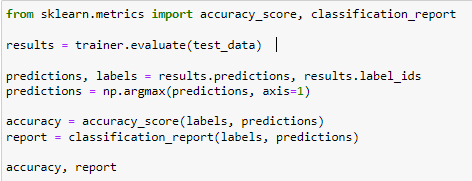 from sklearn.metrics import accuracy_score, classification_report
results = trainer.evaluate(test_data)
predictions, labels = results.predictions, results.label_ids
predictions = np.argmax(predictions, axis=1)
accuracy = accuracy_score(labels, predictions)
report = classification_report(labels, predictions)
accuracy, report